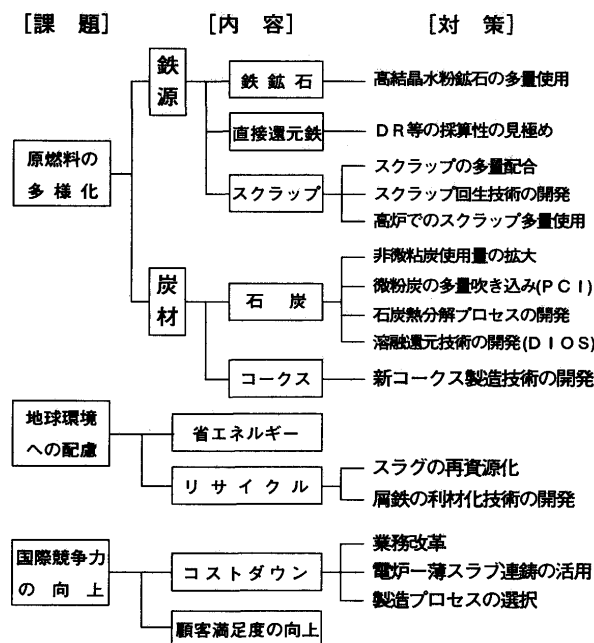 ［課　題］　［内　容］　［対　策］
鉄源
鉄鉱石
高結晶水粉鉱石の多量使用
直接還元鉄
ＤＲ等の採算性の見極め
原燃料の
多様化
スクラップ
スクラップの多量配合
スクラップ回生技術の開発
高炉でのスクラップ多量使用
炭材
石炭
非微粘炭使用量の拡大
微粉炭の多量吹き込み(ＰＣＩ)
石炭熱分解プロセスの開発
溶融還元技術の開発(ＤＩＯＳ)
コークス
新コークス製造技術の開発
地球環境
への配慮
省エネルギー
リサイクル
スラグの再資源化
屑鉄の利材化技術の開発
国際競争力
の向上
コストダウン
業務改革
電炉ー薄スラブ連鋳の活用
製造プロセスの選択
顧客満足度の向上